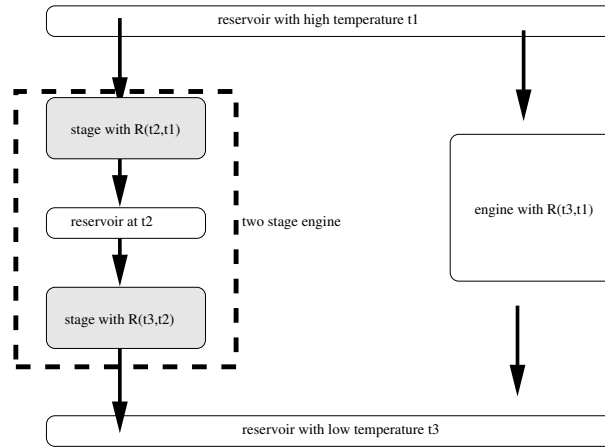 reservoir with high temperature t1
stage with R(t2,t1)
reservoir at t2
two stage engine
engine with R(t3,t1)
stage with R(t3,t2)
reservoir with low temperature t3